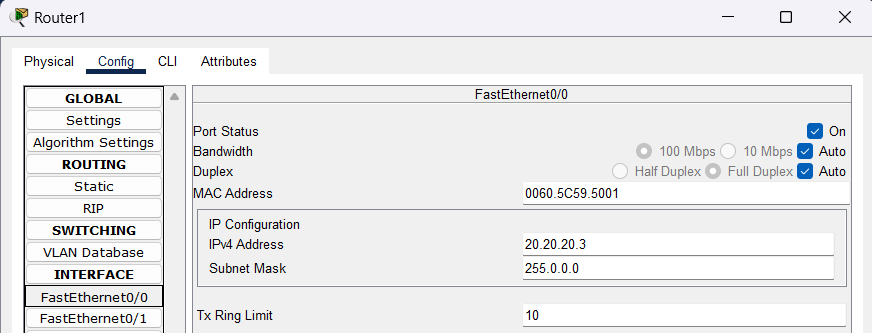 Router1
Physical Config CLI Attributes
GLOBAL
Settings
Algorithm Settings
ROUTING
Static
RIP
SWITCHING
VLAN Database
INTERFACE
FastEthernet0/0
FastEthernet0/1
FastEthernet0/0
Port Status On
Bandwidth 100 Mbps 10 Mbps Auto
Duplex Half Duplex Full Duplex Auto
MAC Address 0060.5C59.5001
IP Configuration
IPv4 Address 20.20.20.3
Subnet Mask 255.0.0.0
Tx Ring Limit 10